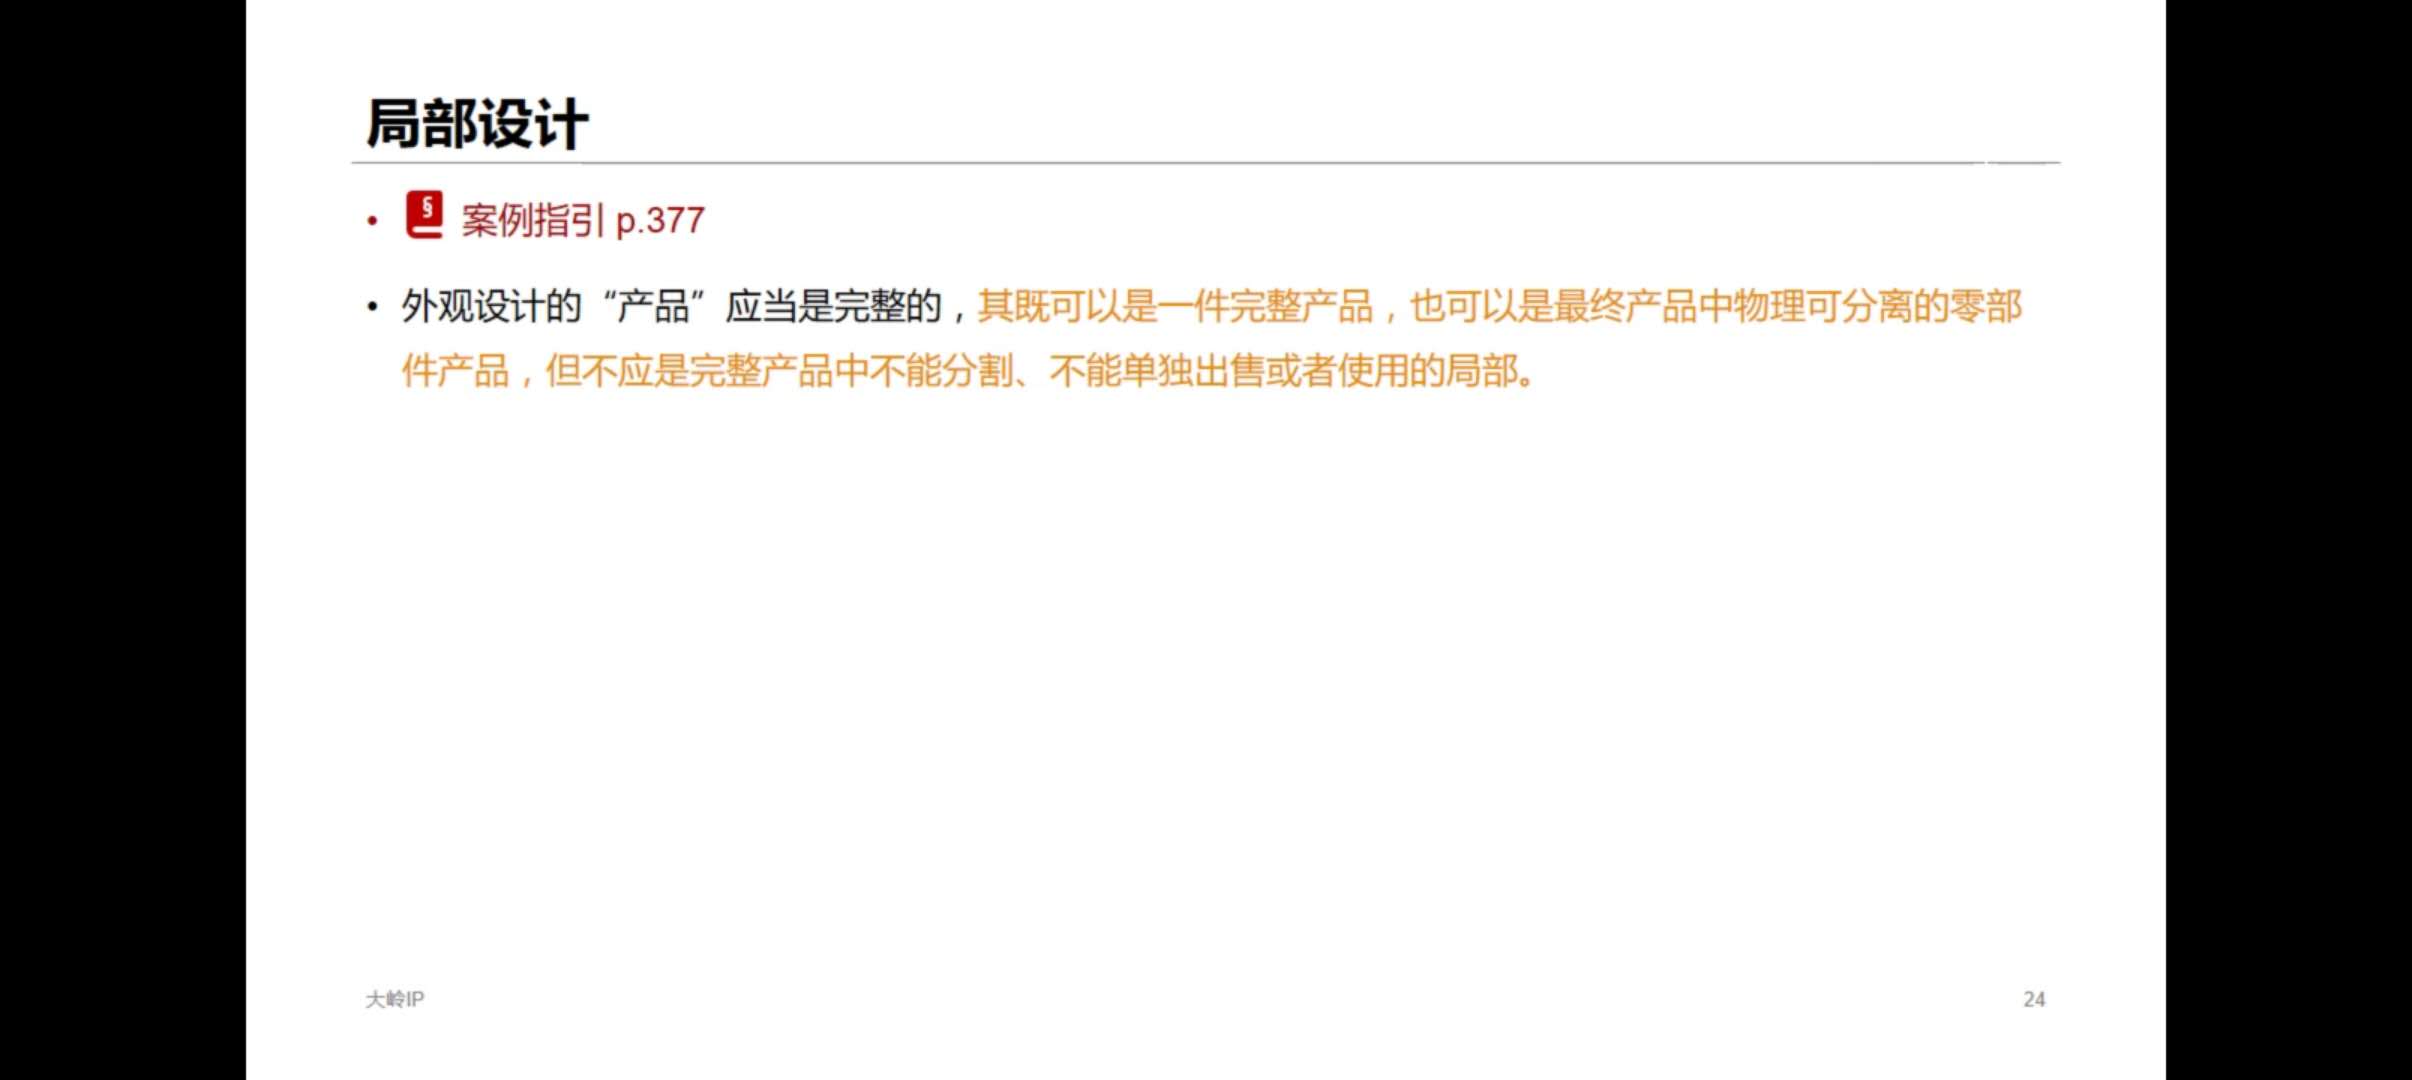 局部设计
• § 案例指引 p.377
• 外观设计的“产品”应当是完整的，其既可以是一件完整产品，也可以是最终产品中物理可分离的零部
件产品，但不应是完整产品中不能分割、不能单独出售或者使用的局部。
大岭IP
24